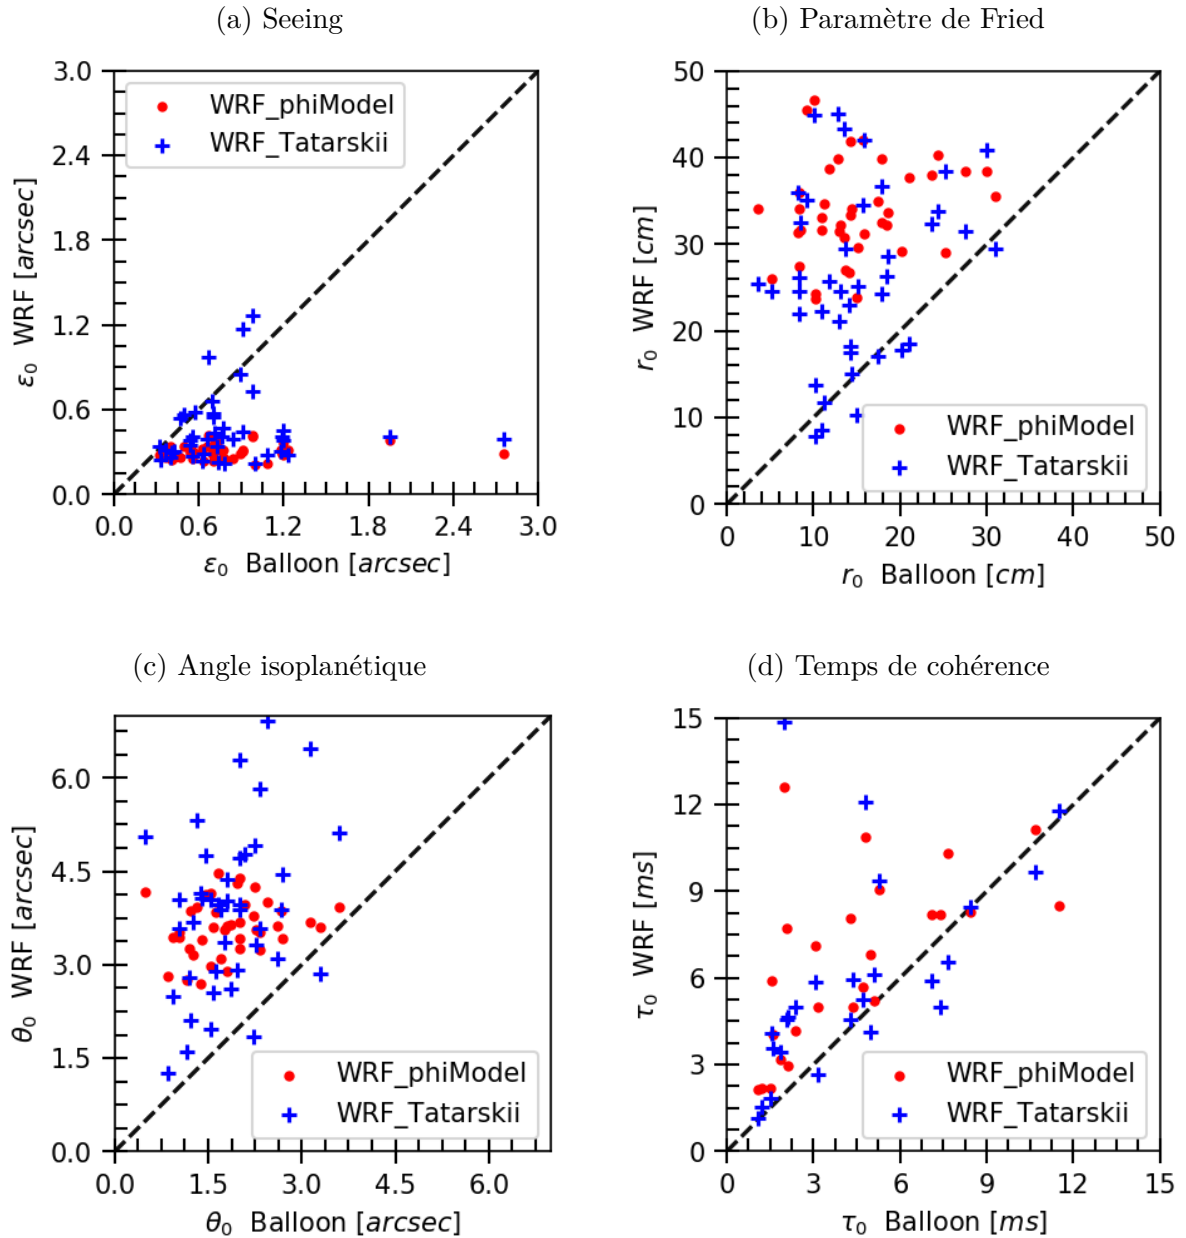 (a) Seeing
3.0
2.4
1.8
1.2
0.6
0.0
ε₀ WRF [arcsec]
WRF_phiModel
WRF_Tatarskii
0.0 0.6 1.2 1.8 2.4 3.0
ε₀ Balloon [arcsec]
(b) Paramètre de Fried
50
40
30
20
10
0
r₀ WRF [cm]
WRF_phiModel
WRF_Tatarskii
0 10 20 30 40 50
r₀ Balloon [cm]
(c) Angle isoplanétique
6.0
4.5
3.0
1.5
0.0
θ₀ WRF [arcsec]
WRF_phiModel
WRF_Tatarskii
0.0 1.5 3.0 4.5 6.0
θ₀ Balloon [arcsec]
(d) Temps de cohérence
15
12
9
6
3
0
τ₀ WRF [ms]
WRF_phiModel
WRF_Tatarskii
0 3 6 9 12 15
τ₀ Balloon [ms]